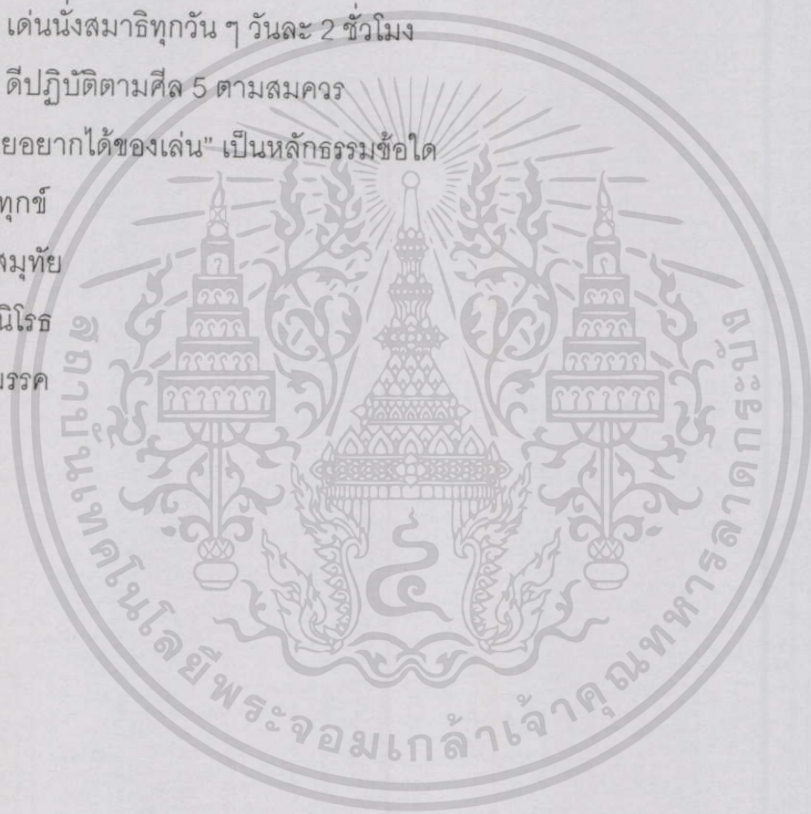 เด่นนั่งสมาธิทุกวัน ๆ วันละ 2 ชั่วโมง
ดีปฏิบัติตามศีล 5 ตามสมควร
ยอยากได้ของเล่น” เป็นหลักธรรมข้อใด
ทุกข์
สมุทัย
นิโรธ
มรรค
สถาบันเทคโนโลยีพระจอมเกล้าเจ้าคุณทหารลาดกระบัง